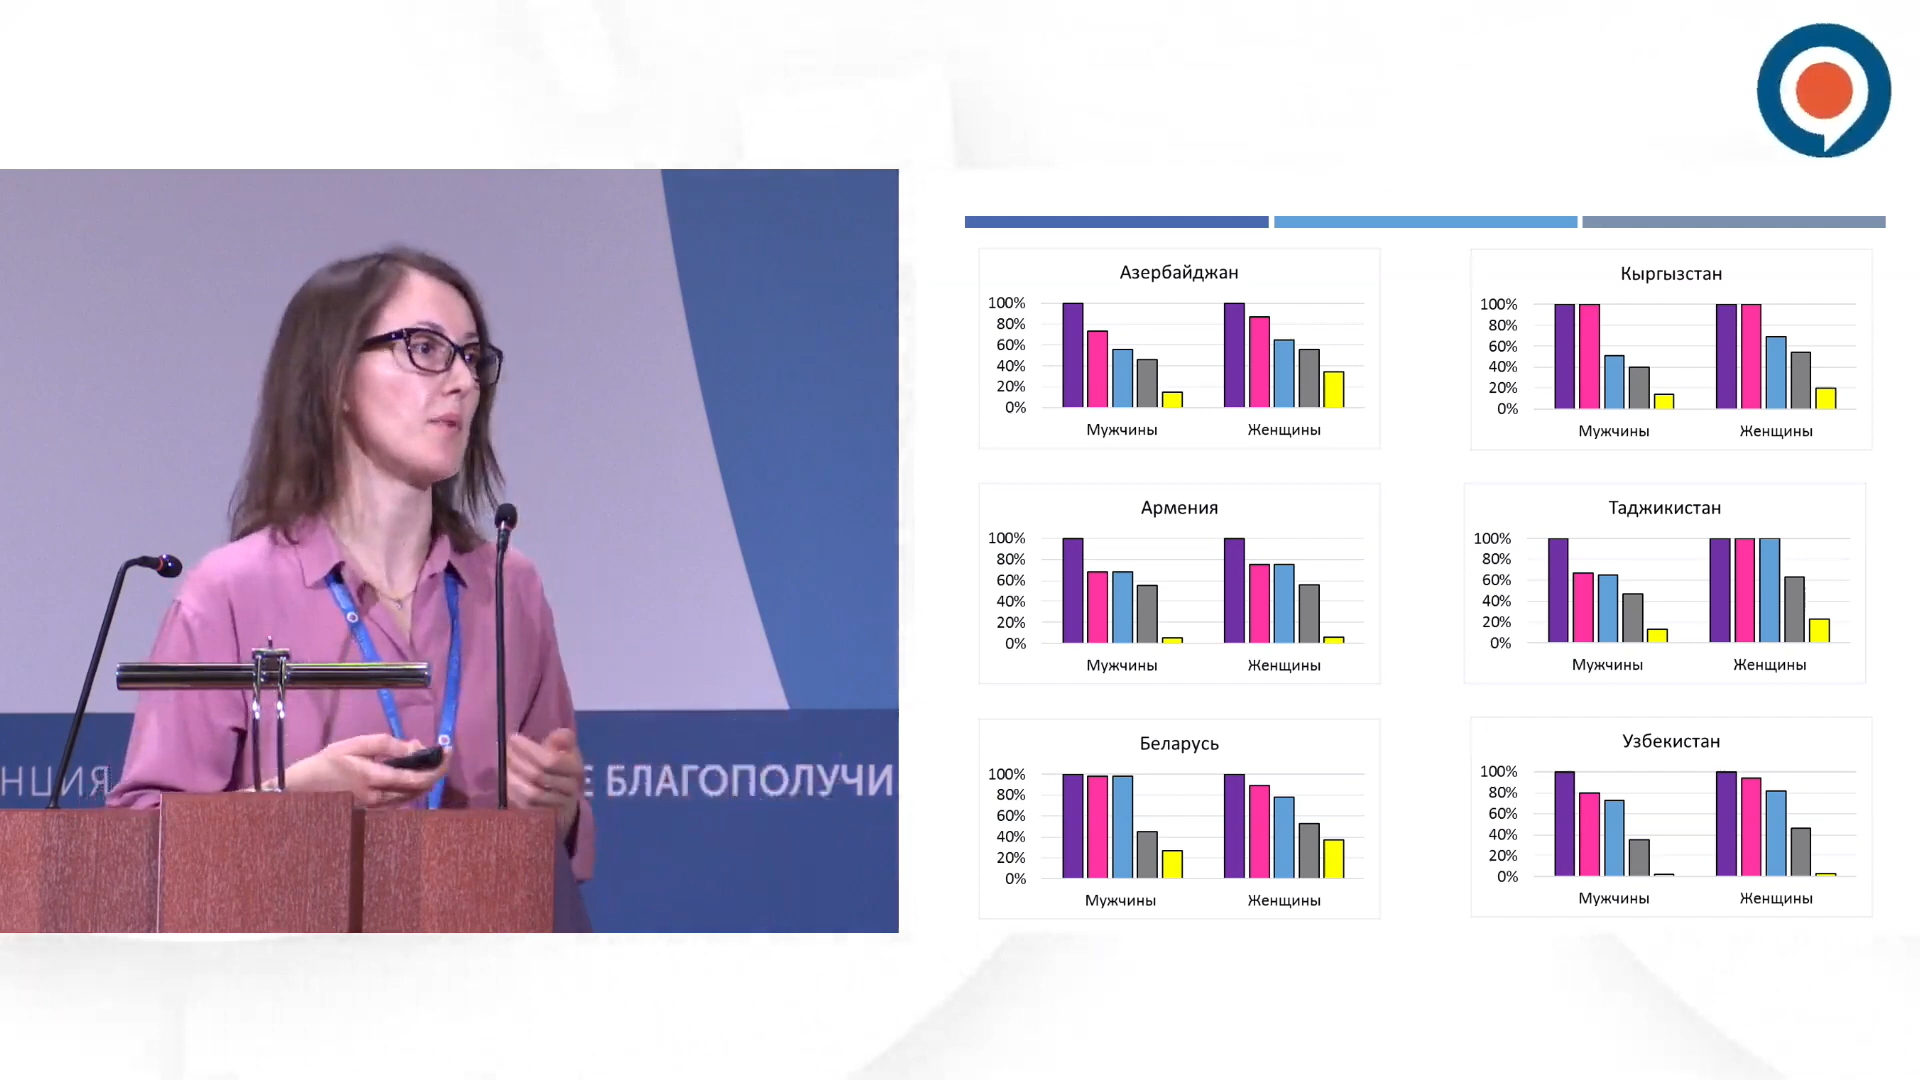 НЦИЯ
Е БЛАГОПОЛУЧИ
Азербайджан
100%
80%
60%
40%
20%
0%
Мужчины Женщины
Кыргызстан
100%
80%
60%
40%
20%
0%
Мужчины Женщины
Армения
100%
80%
60%
40%
20%
0%
Мужчины Женщины
Таджикистан
100%
80%
60%
40%
20%
0%
Мужчины Женщины
Беларусь
100%
80%
60%
40%
20%
0%
Мужчины Женщины
Узбекистан
100%
80%
60%
40%
20%
0%
Мужчины Женщины